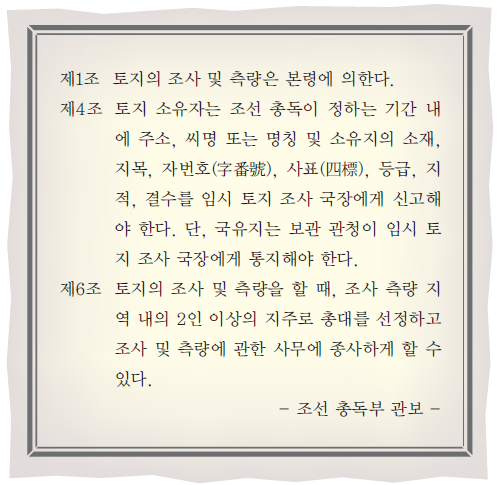 제1조 토지의 조사 및 측량은 본령에 의한다.
제4조 토지 소유자는 조선 총독이 정하는 기간 내
에 주소, 씨명 또는 명칭 및 소유지의 소재,
지목, 자번호(字番號), 사표(四標), 등급, 지
적, 결수를 임시 토지 조사 국장에게 신고해
야 한다. 단, 국유지는 보관 관청이 임시 토
지 조사 국장에게 통지해야 한다.
제6조 토지의 조사 및 측량을 할 때, 조사 측량 지
역 내의 2인 이상의 지주로 총대를 선정하고
조사 및 측량에 관한 사무에 종사하게 할 수
있다.
- 조선 총독부 관보 -